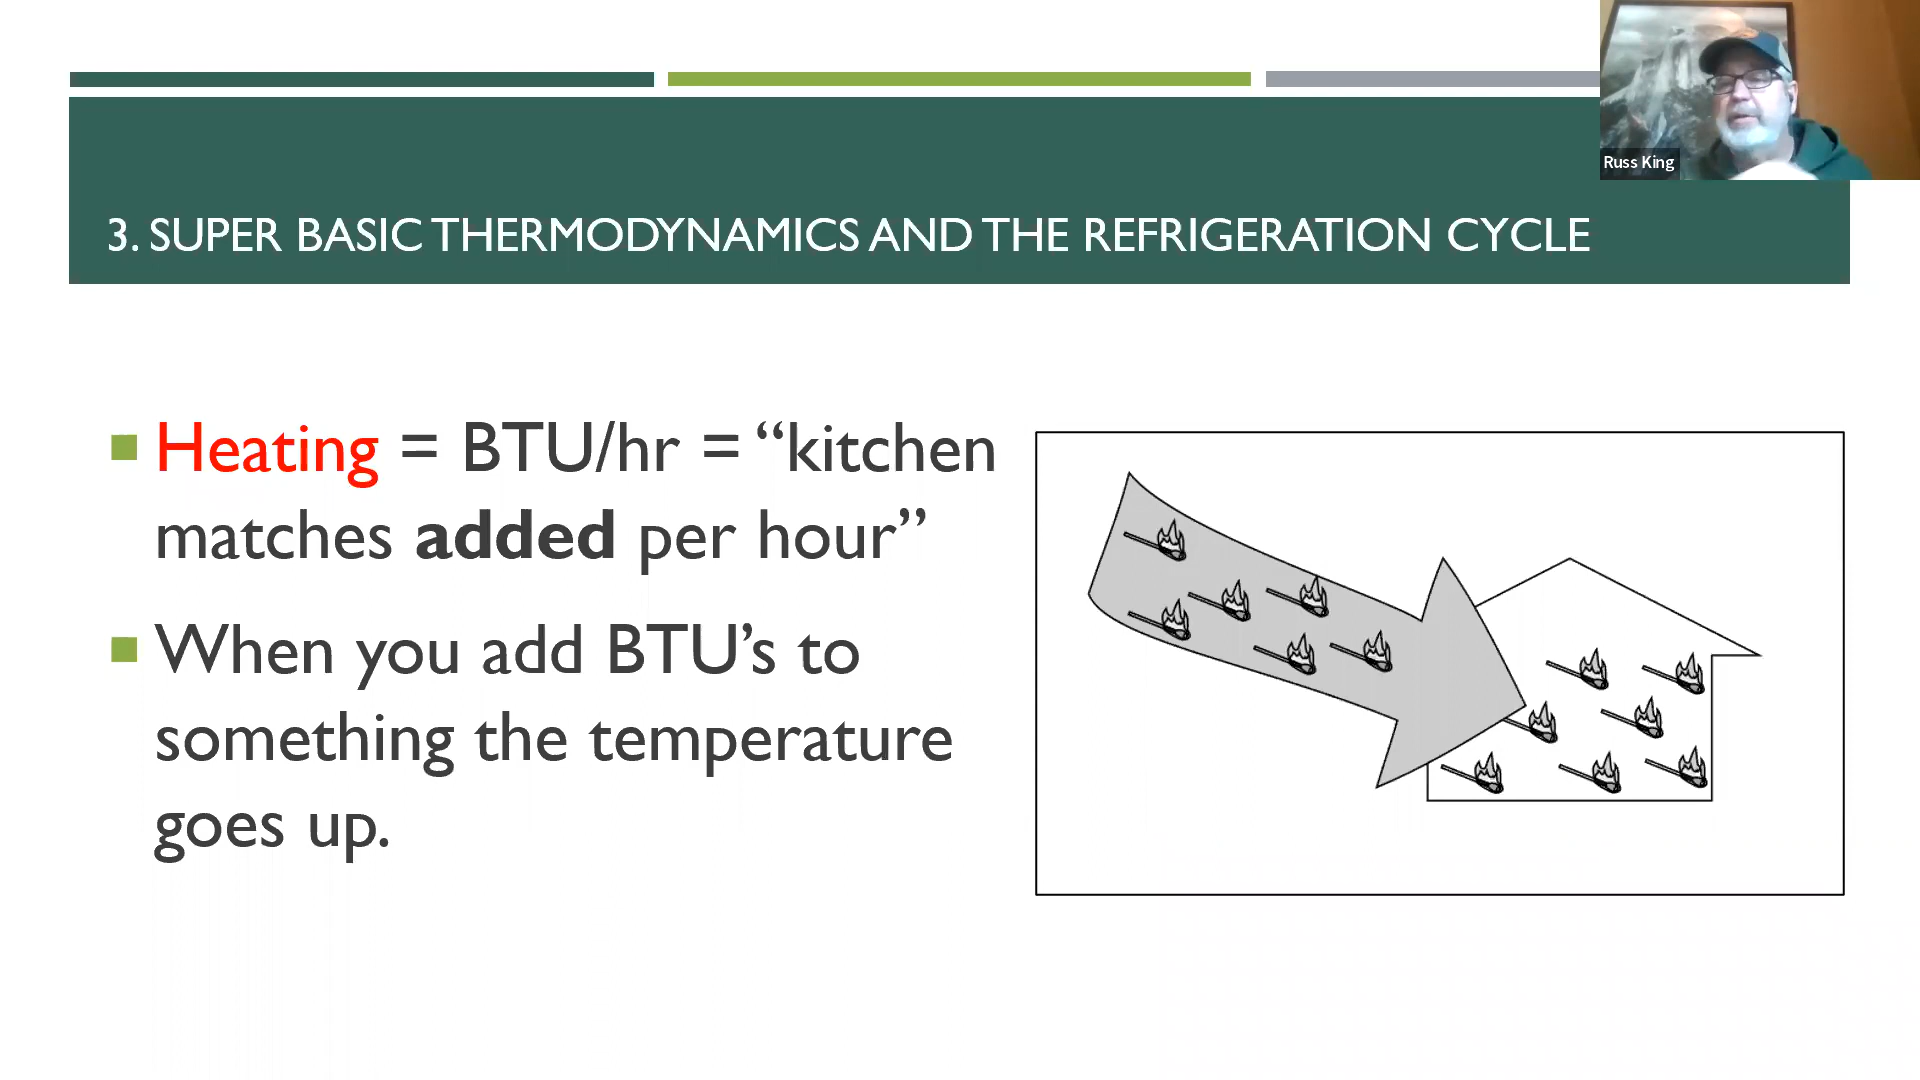 Russ King
3. SUPER BASIC THERMODYNAMICS AND THE REFRIGERATION CYCLE
Heating = BTU/hr = “kitchen
matches added per hour”
When you add BTU’s to
something the temperature
goes up.